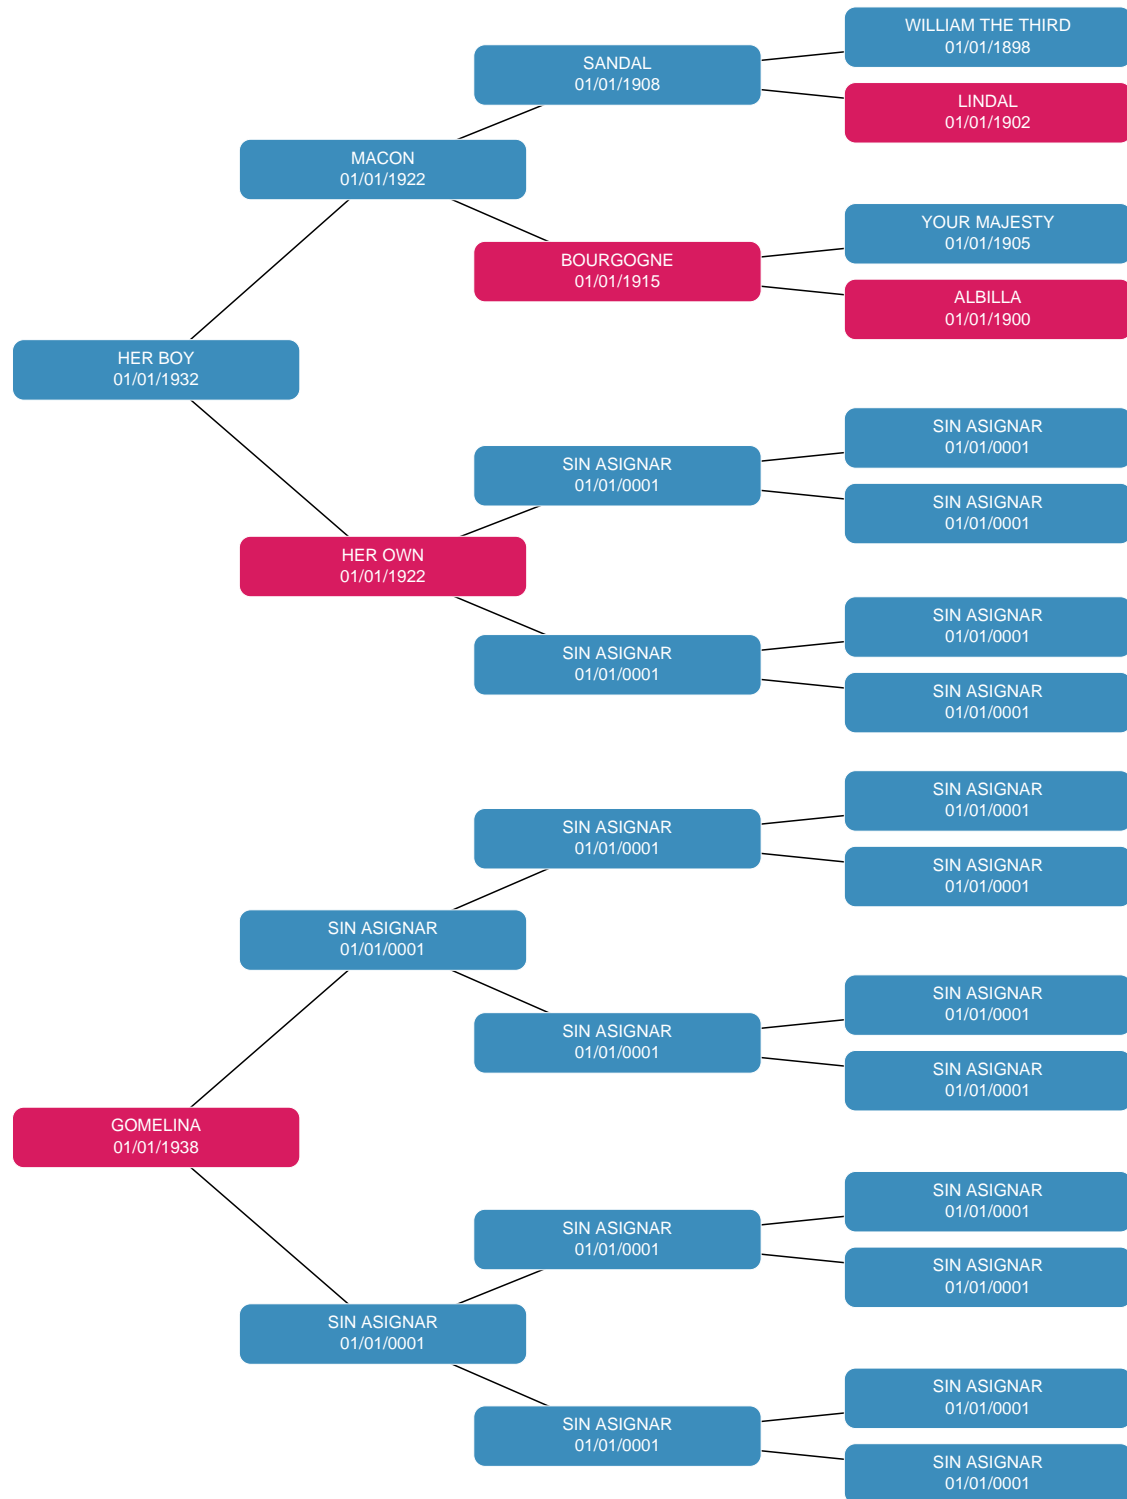 WILLIAM THE THIRD
01/01/1898
SANDAL
01/01/1908
LINDAL
01/01/1902
MACON
01/01/1922
YOUR MAJESTY
01/01/1905
BOURGOGNE
01/01/1915
ALBILLA
01/01/1900
HER BOY
01/01/1932
SIN ASIGNAR
01/01/0001
SIN ASIGNAR
01/01/0001
SIN ASIGNAR
01/01/0001
HER OWN
01/01/1922
SIN ASIGNAR
01/01/0001
SIN ASIGNAR
01/01/0001
SIN ASIGNAR
01/01/0001
SIN ASIGNAR
01/01/0001
SIN ASIGNAR
01/01/0001
SIN ASIGNAR
01/01/0001
SIN ASIGNAR
01/01/0001
SIN ASIGNAR
01/01/0001
SIN ASIGNAR
01/01/0001
SIN ASIGNAR
01/01/0001
GOMELINA
01/01/1938
SIN ASIGNAR
01/01/0001
SIN ASIGNAR
01/01/0001
SIN ASIGNAR
01/01/0001
SIN ASIGNAR
01/01/0001
SIN ASIGNAR
01/01/0001
SIN ASIGNAR
01/01/0001
SIN ASIGNAR
01/01/0001